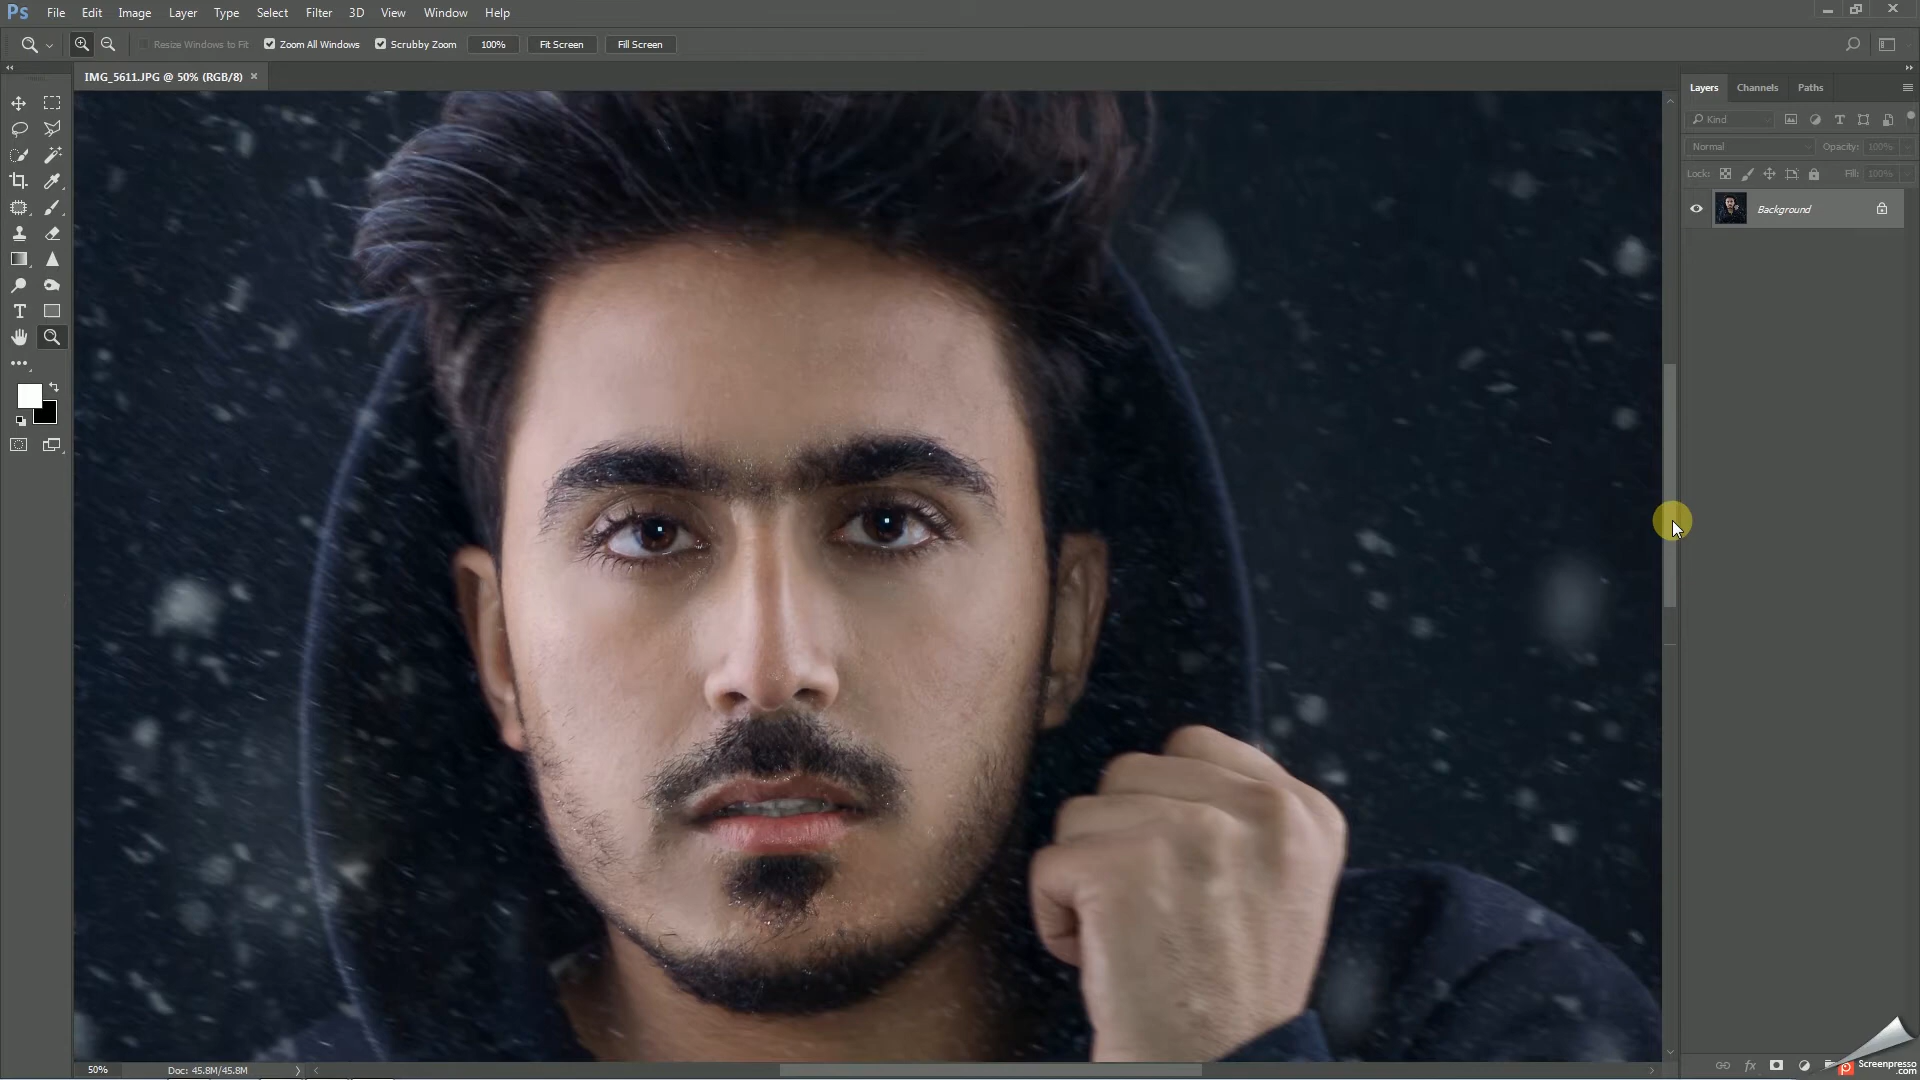 Ps File Edit Image Layer Type Select Filter 3D View Window Help
Resize Windows to Fit Zoom All Windows Scrubby Zoom 100% Fit Screen Fill Screen
IMG_5611.JPG @ 50% (RGB/8) ×
Layers Channels Paths
Kind
Normal Opacity: 100%
Lock: Fill: 100%
Background
T
50% Doc: 45.8M/45.8M
fx
Screenpresso
.com